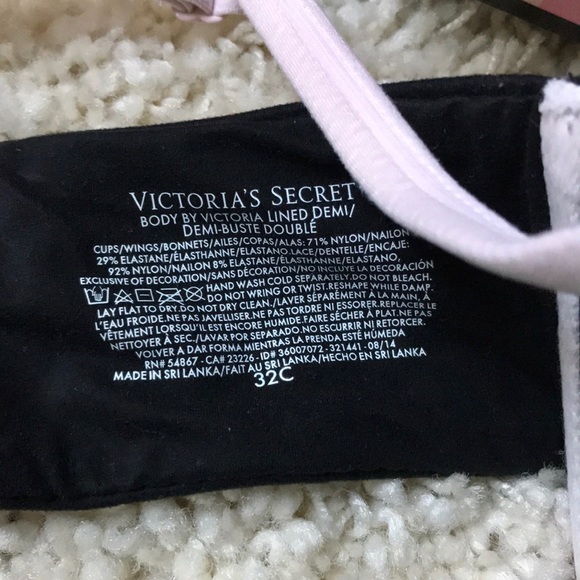 VICTORIA'S SECRET
BODY BY VICTORIA LINED DEMI/
DEMI-BUSTE DOUBLÉ
CUPS/WINGS/BONNETS/AILES/COPAS/ALAS: 71% NYLON/NAILON
29% ELASTANE/ÉLASTHANNE/ELASTANO.LACE/DENTELLE/ENCAJE:
92% NYLON/NAILON 8% ELASTANE/ÉLASTHANNE/ELASTANO,
EXCLUSIVE OF DECORATION/SANS DÉCORATION/NO INCLUYE LA DECORACIÓN
HAND WASH COLD SEPARATELY.DO NOT BLEACH.
DO NOT WRING OR TWIST.RESHAPE WHILE DAMP.
LAY FLAT TO DRY.DO NOT DRY CLEAN./LAVER SÉPARÉMENT À LA MAIN, À
L'EAU FROIDE.NE PAS JAVELLISER.NE PAS TORDRE NI ESSORER.REPLACER LE
VÊTEMENT LORSQU'IL EST ENCORE HUMIDE.FAIRE SÉCHER À PLAT.NE PAS
NETTOYER À SEC./LAVAR POR SEPARADO.NO ESCURRIR NI RETORCER.
VOLVER A DAR FORMA MIENTRAS LA PRENDA ESTÉ HÚMEDA
RN# 54867 - CA# 23226 - ID# 36007072 - 321441 - 08/14
MADE IN SRI LANKA/FAIT AU SRI LANKA/HECHO EN SRI LANKA
32C